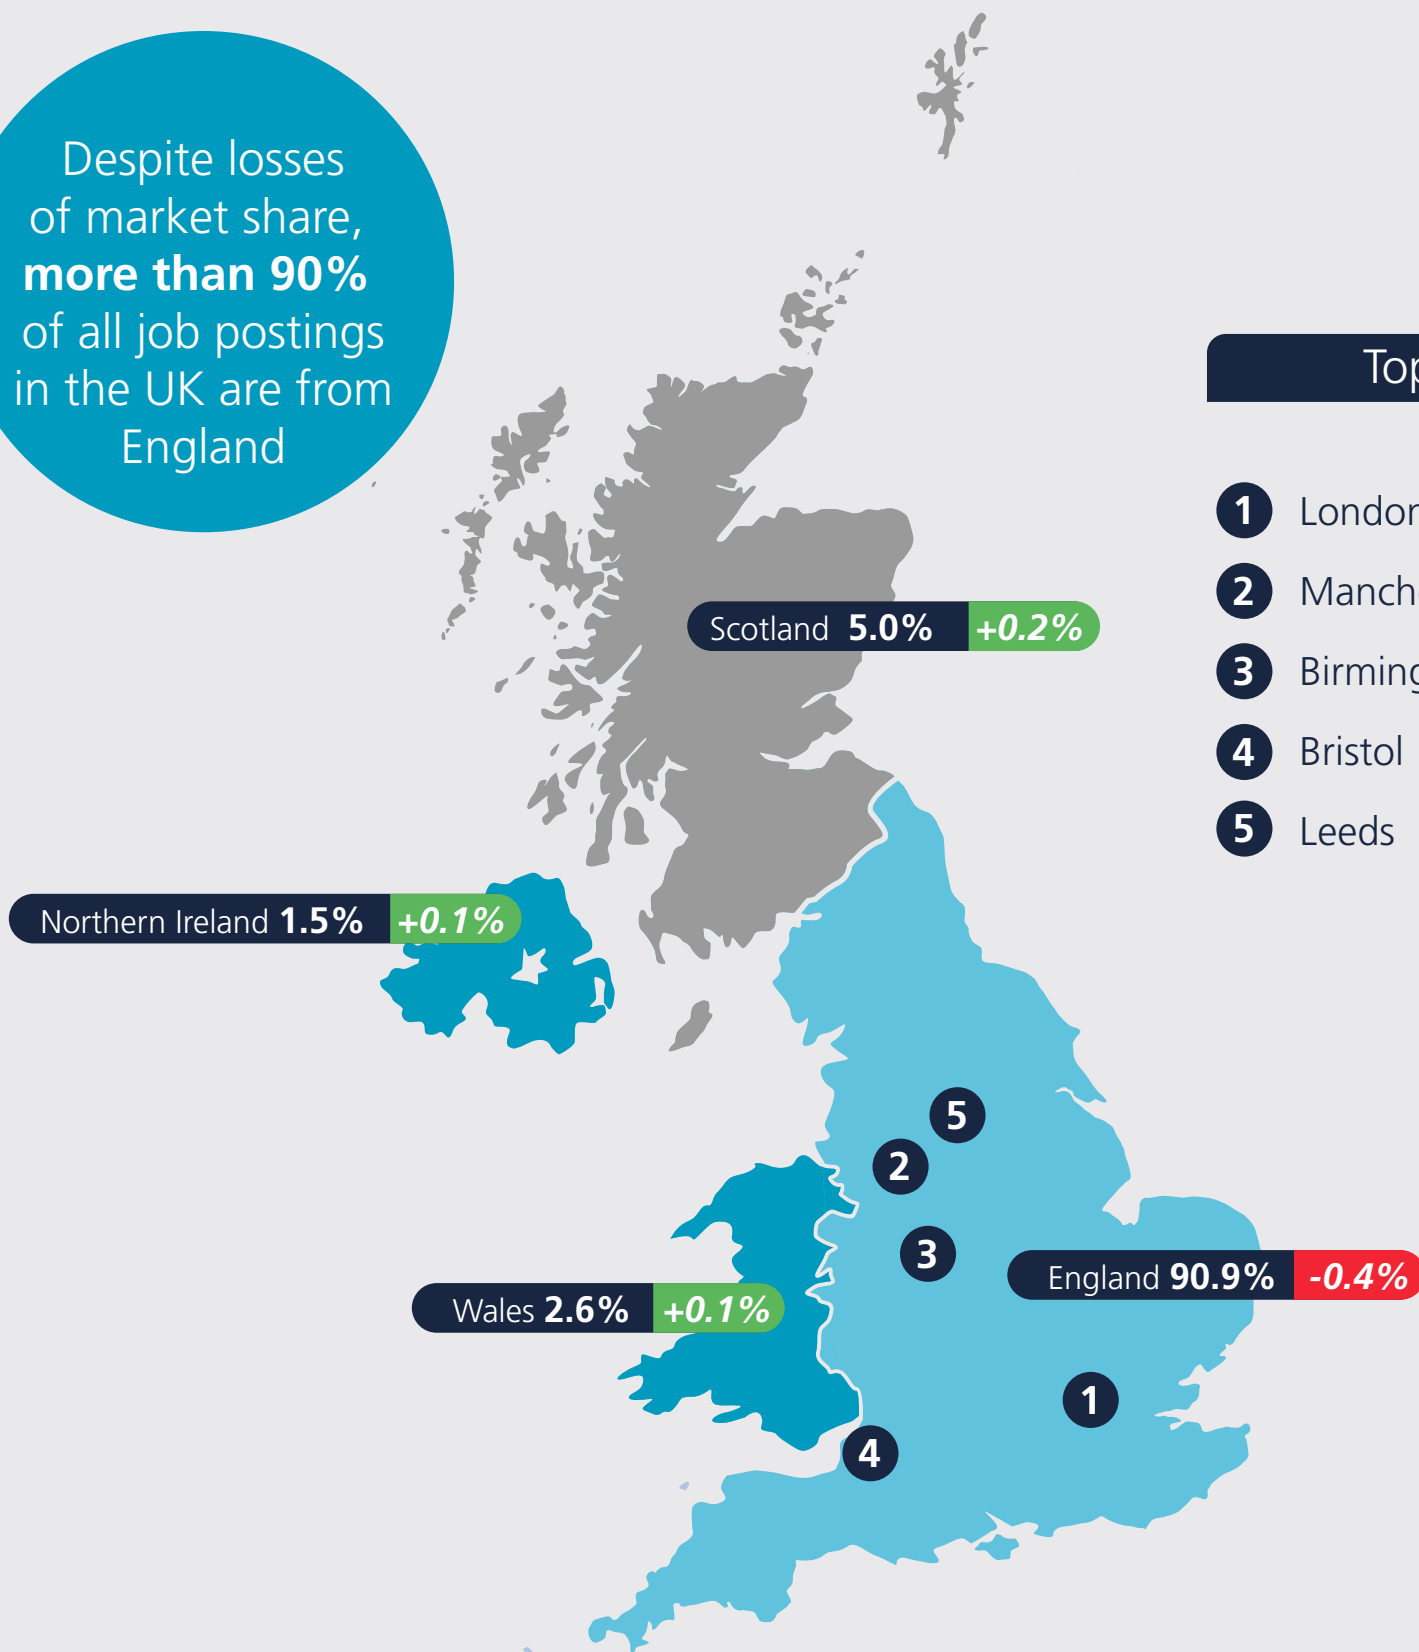 Despite losses
of market share,
more than 90%
of all job postings
in the UK are from
England
Top
1 London
2 Manch
3 Birming
4 Bristol
5 Leeds
Scotland 5.0% +0.2%
Northern Ireland 1.5% +0.1%
5
2
3
England 90.9% -0.4%
Wales 2.6% +0.1%
1
4